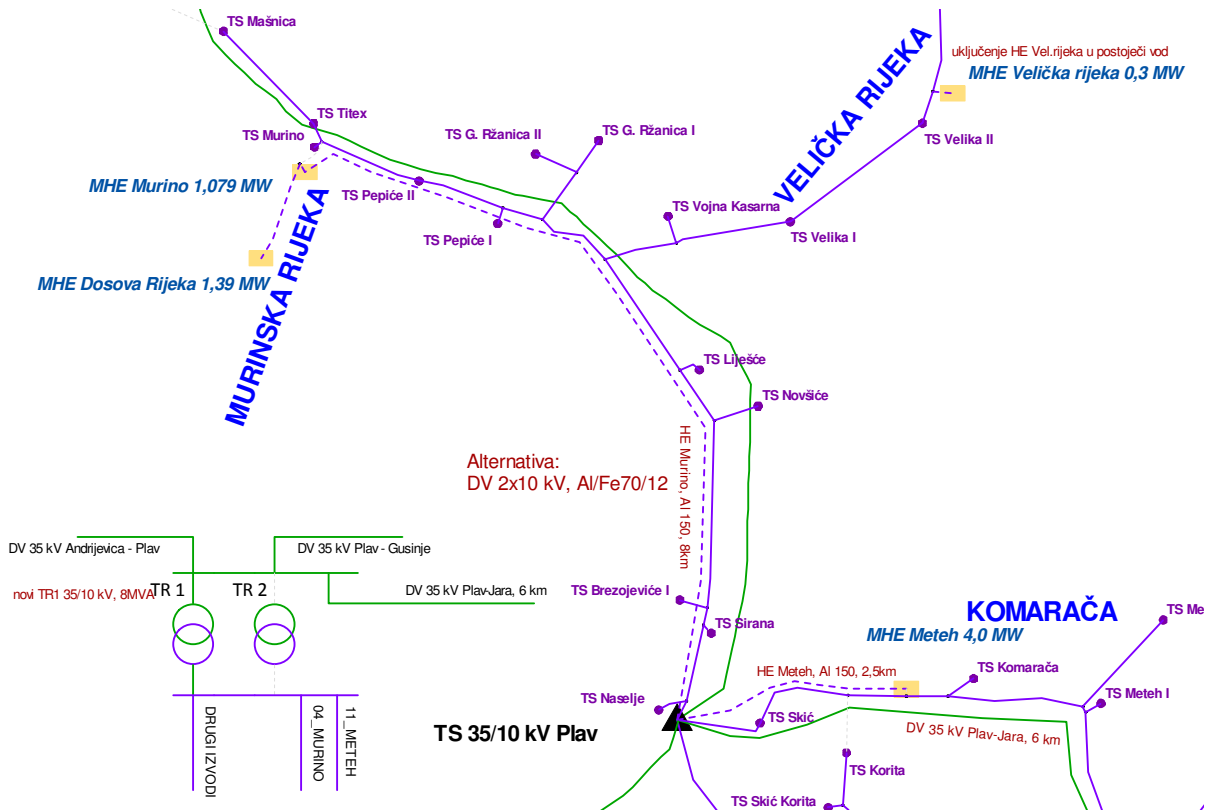 TS Mašnica
uključenje HE Vel.rijeka u postoječi vod
MHE Velička rijeka 0,3 MW
TS Titex
TS Murino
TS G. Ržanica II
TS G. Ržanica I
TS Velika II
VELIČKA RIJEKA
MHE Murino 1,079 MW
TS Pepiće II
TS Vojna Kasarna
TS Velika I
TS Pepiće I
MURINSKA RIJEKA
MHE Dosova Rijeka 1,39 MW
TS Liješće
TS Novšiće
HE Murino, Al 150, 8km
Alternativa:
DV 2x10 kV, Al/Fe70/12
DV 35 kV Andrijevica - Plav
DV 35 kV Plav - Gusinje
novi TR1 35/10 kV, 8MVA
TR 1
TR 2
DV 35 kV Plav-Jara, 6 km
TS Brezojeviće I
TS Sirana
KOMARAČA
TS Me
MHE Meteh 4,0 MW
HE Meteh, Al 150, 2,5km
TS Komarača
TS Meteh I
TS Naselje
TS Skić
TS 35/10 kV Plav
DV 35 kV Plav-Jara, 6 km
TS Korita
TS Skić Korita
DRUGI IZVODI
04_MURINO
11_METEH